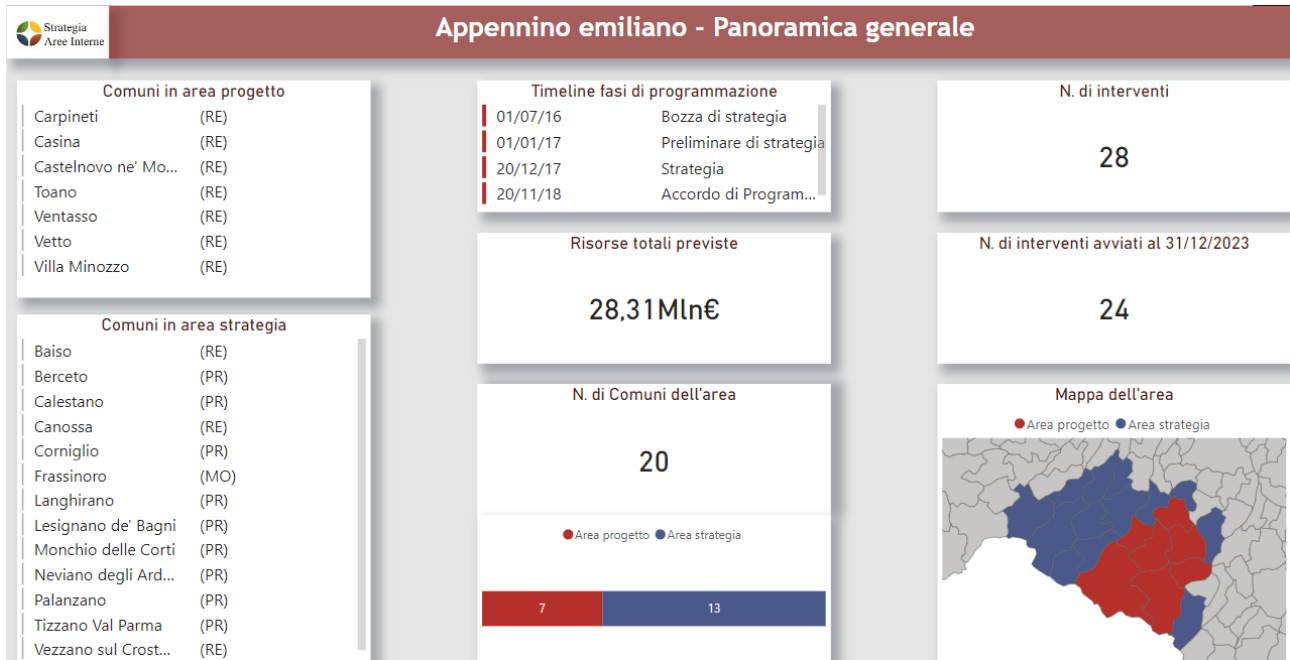 Strategia
Aree Interne
Appennino emiliano - Panoramica generale
Comuni in area progetto
Carpineti (RE)
Casina (RE)
Castelnovo ne' Mo... (RE)
Toano (RE)
Ventasso (RE)
Vetto (RE)
Villa Minozzo (RE)
Comuni in area strategia
Baiso (RE)
Berceto (PR)
Calestano (PR)
Canossa (RE)
Corniglio (PR)
Frassinoro (MO)
Langhirano (PR)
Lesignano de' Bagni (PR)
Monchio delle Corti (PR)
Neviano degli Ard... (PR)
Palanzano (PR)
Tizzano Val Parma (PR)
Vezzano sul Crost... (RE)
Timeline fasi di programmazione
01/07/16 Bozza di strategia
01/01/17 Preliminare di strategia
20/12/17 Strategia
20/11/18 Accordo di Program...
Risorse totali previste
28,31Mln€
N. di Comuni dell'area
20
Area progetto Area strategia
7 13
N. di interventi
28
N. di interventi avviati al 31/12/2023
24
Mappa dell'area
Area progetto Area strategia